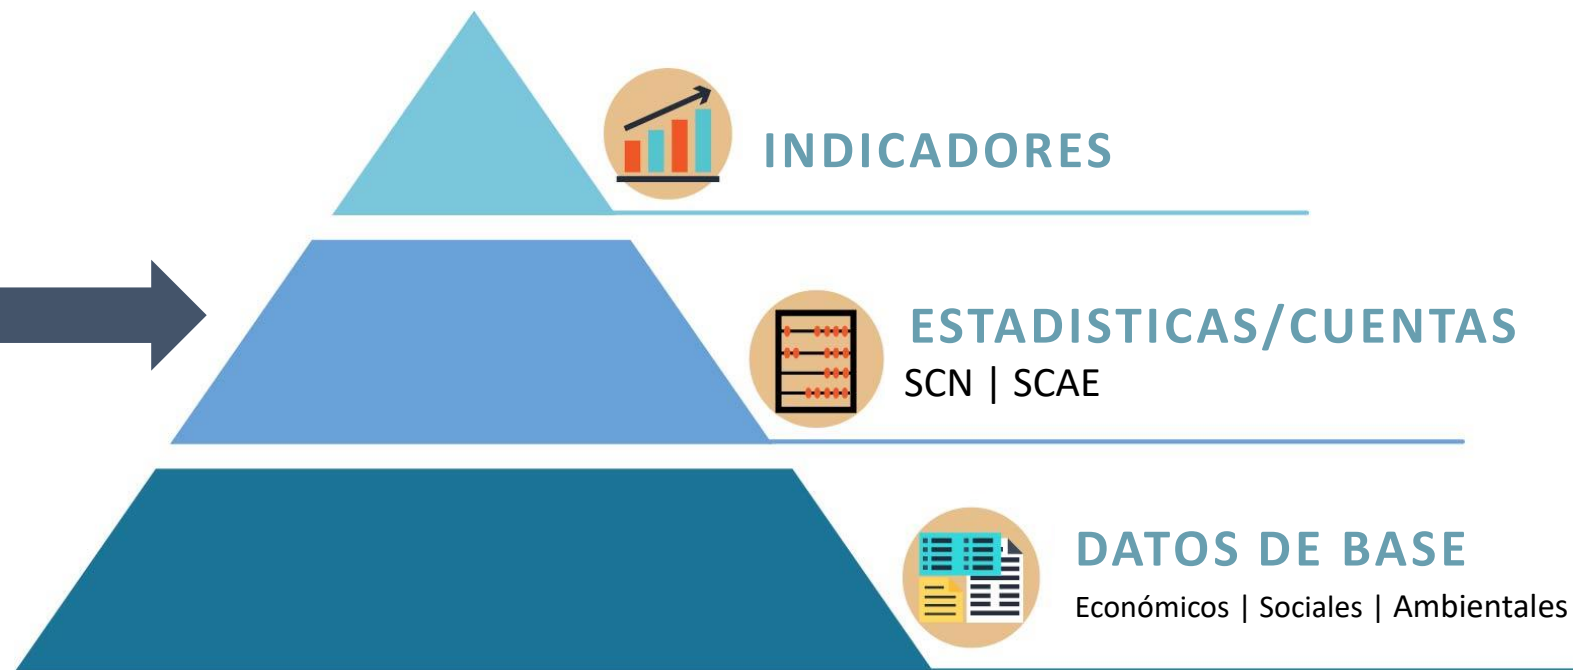 INDICADORES
ESTADISTICAS/CUENTAS
SCN | SCAE
DATOS DE BASE
Económicos | Sociales | Ambientales